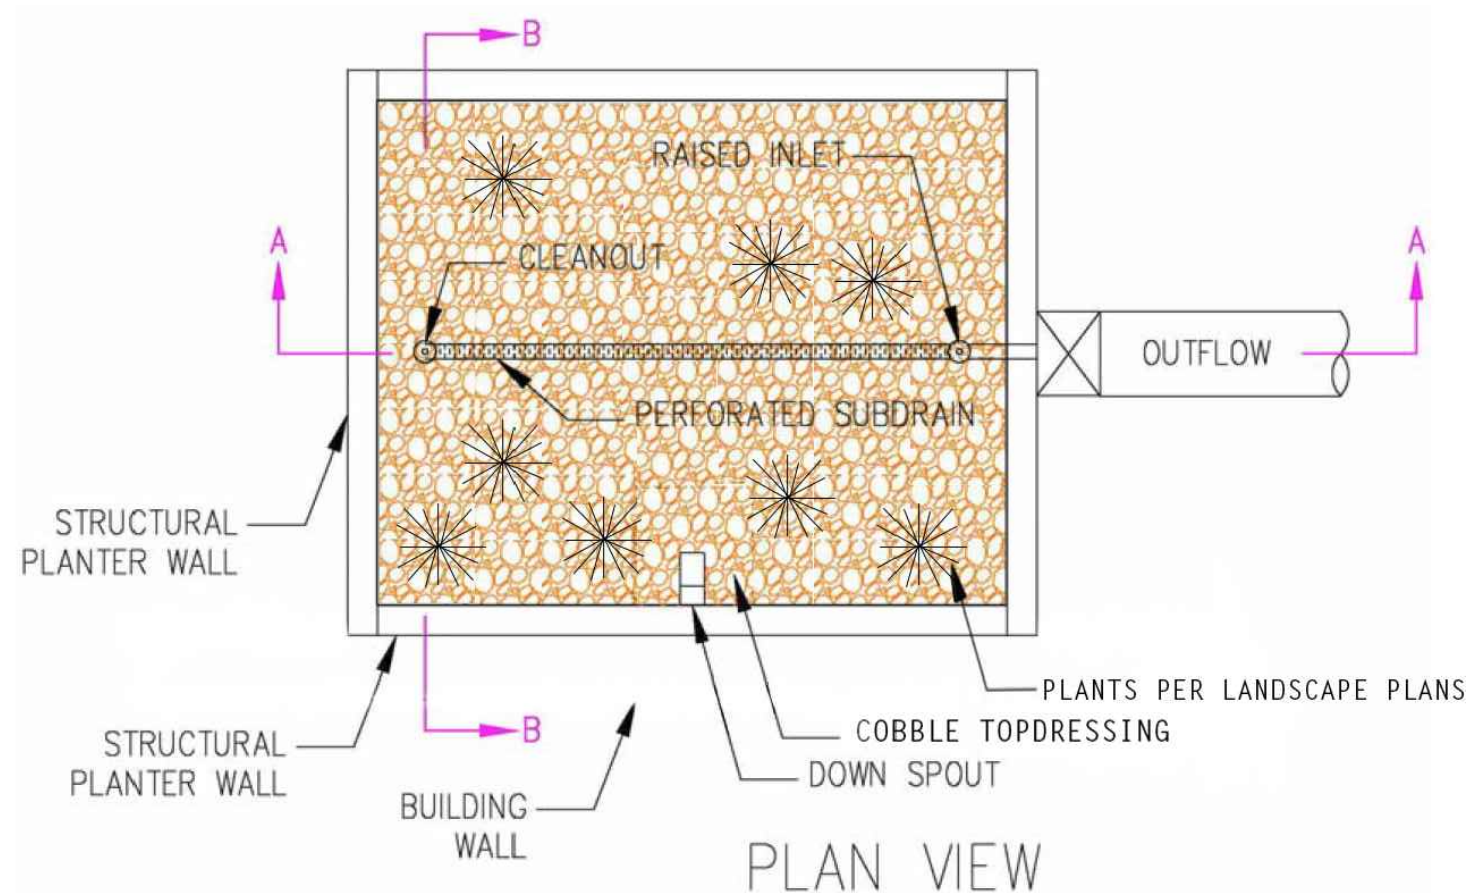 B
RAISED INLET
A
A
CLEANOUT
OUTFLOW
PERFORATED SUBDRAIN
STRUCTURAL
PLANTER WALL
PLANTS PER LANDSCAPE PLANS
B
COBBLE TOPDRESSING
STRUCTURAL
PLANTER WALL
DOWN SPOUT
BUILDING
WALL
PLAN VIEW